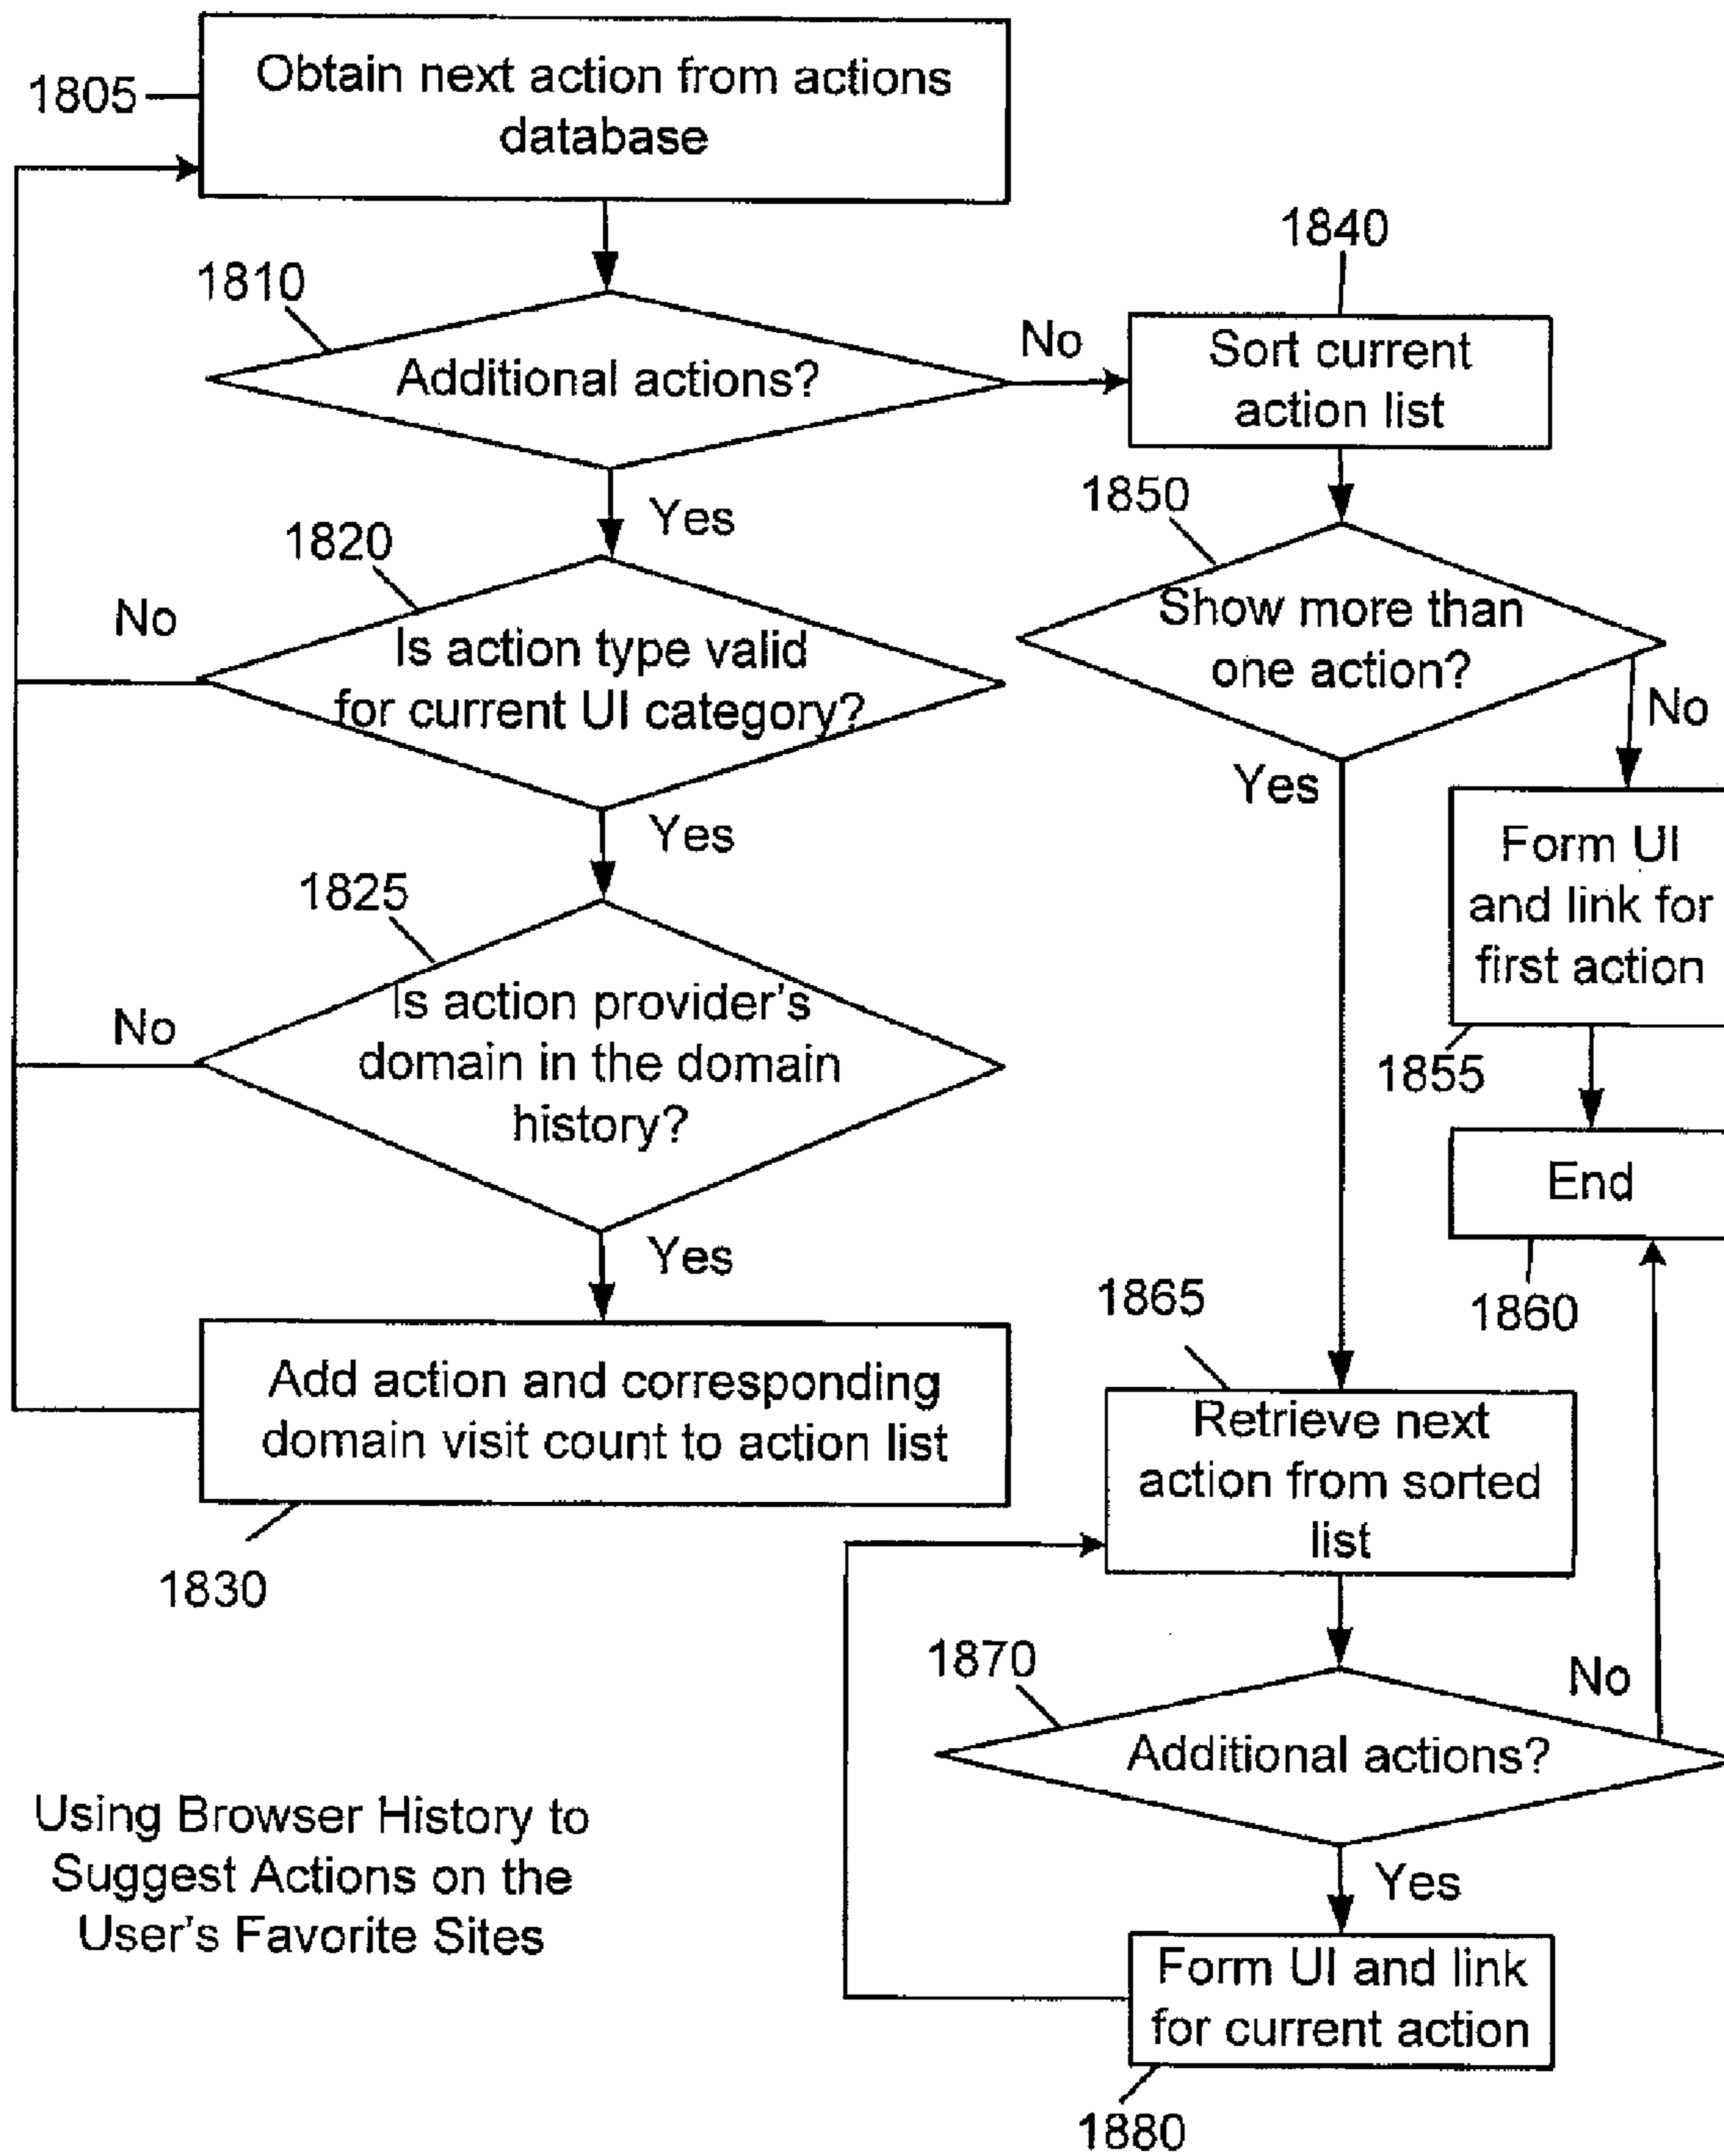 1805
Obtain next action from actions
database
1810
Additional actions?
No
Yes
1820
Is action type valid
for current UI category?
No
Yes
1825
Is action provider's
domain in the domain
history?
No
Yes
Add action and corresponding
domain visit count to action list
1830
1840
Sort current
action list
1850
Show more than
one action?
No
Yes
Form UI
and link for
first action
1855
End
1860
1865
Retrieve next
action from sorted
list
1870
Additional actions?
No
Yes
Form UI and link
for current action
1880
Using Browser History to
Suggest Actions on the
User's Favorite Sites